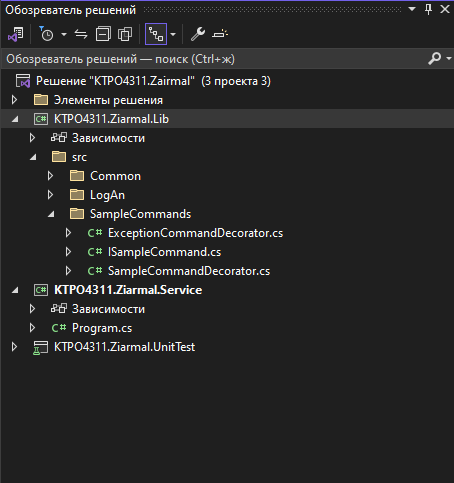 Обозреватель решений
Обозреватель решений — поиск (Ctrl+ж)
Решение "KTPO4311.Zairmal" (3 проекта 3)
Элементы решения
C# KTPO4311.Ziarmal.Lib
Зависимости
src
Common
LogAn
SampleCommands
C# ExceptionCommandDecorator.cs
C# ISampleCommand.cs
C# SampleCommandDecorator.cs
C# KTPO4311.Ziarmal.Service
Зависимости
C# Program.cs
KTPO4311.Ziarmal.UnitTest